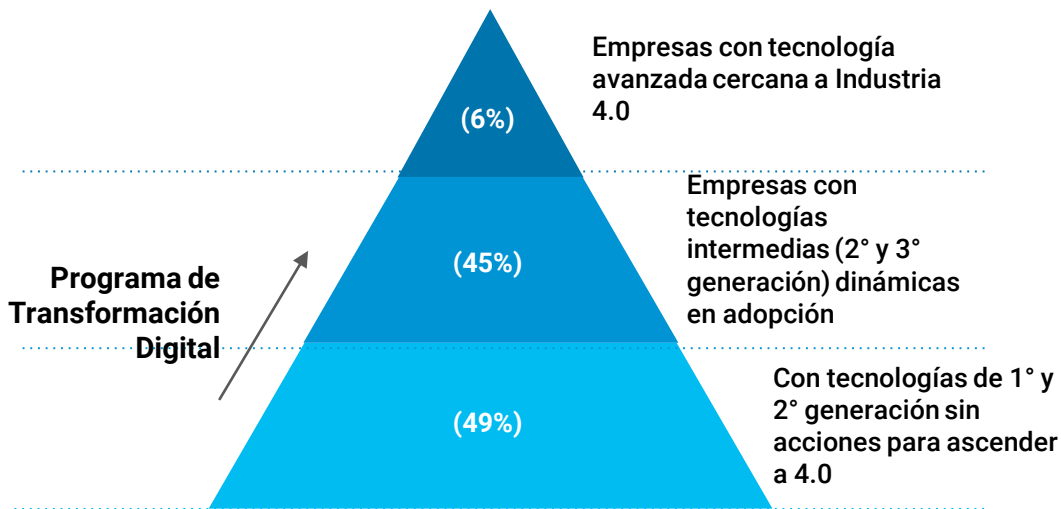 Empresas con tecnología
avanzada cercana a Industria
4.0
(6%)
Empresas con
tecnologías
intermedias (2° y 3°
generación) dinámicas
en adopción
(45%)
Programa de
Transformación
Digital
Con tecnologías de 1° y
2° generación sin
acciones para ascender
a 4.0
(49%)